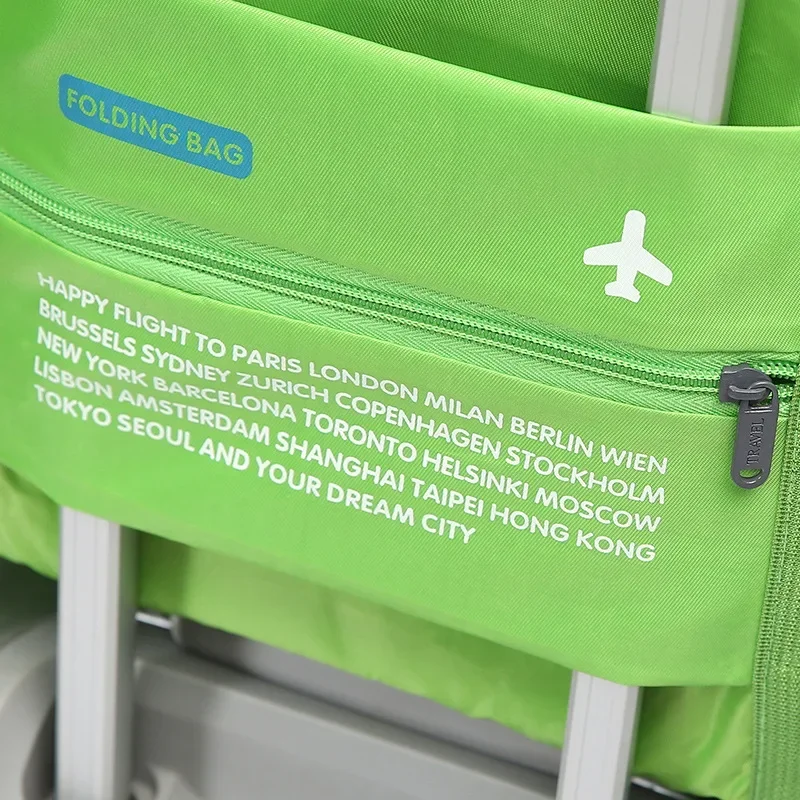 FOLDING BAG
HAPPY FLIGHT TO PARIS LONDON MILAN BERLIN WIEN
BRUSSELS SYDNEY ZURICH COPENHAGEN STOCKHOLM
NEW YORK BARCELONA TORONTO HELSINKI MOSCOW
LISBON AMSTERDAM SHANGHAI TAIPEI HONG KONG
TOKYO SEOUL AND YOUR DREAM CITY
TRAVEL